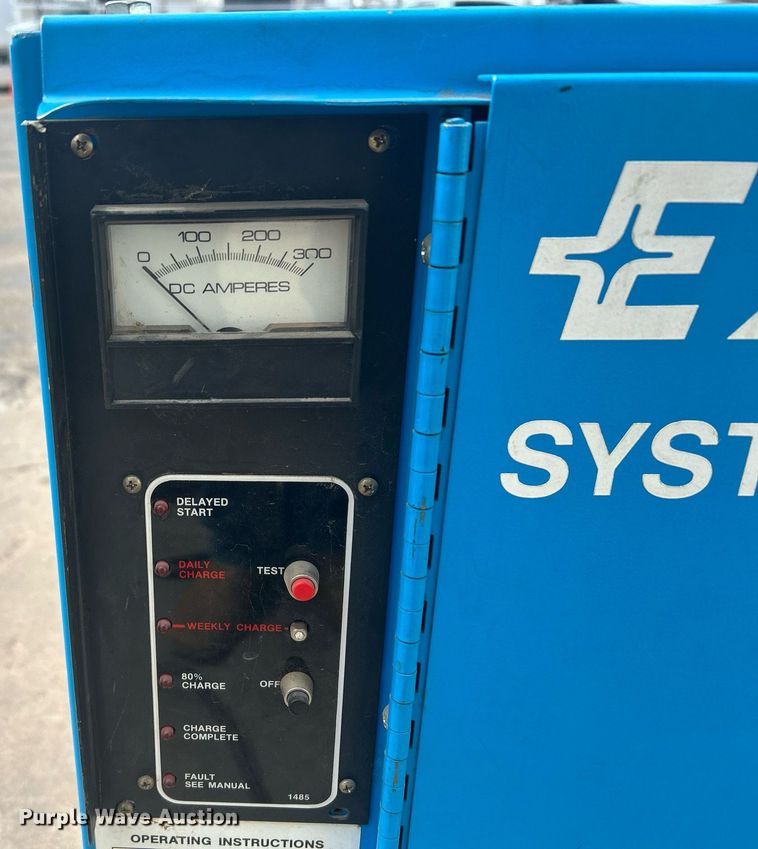 0 100 200 300
DC AMPERES
E
SYST
DELAYED
START
DAILY
CHARGE
TEST
WEEKLY CHARGE
80%
CHARGE
OFF
CHARGE
COMPLETE
FAULT
SEE MANUAL
1485
Purple Wave Auction
OPERATING INSTRUCTIONS